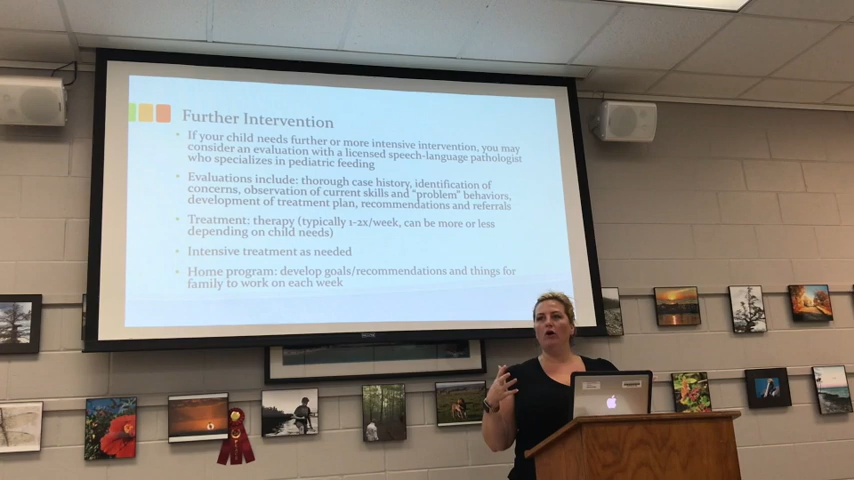 Further Intervention
• If your child needs further or more intensive intervention, you may
consider an evaluation with a licensed speech-language pathologist
who specializes in pediatric feeding
• Evaluations include: thorough case history, identification of
concerns, observation of current skills and "problem" behaviors,
development of treatment plan, recommendations and referrals
• Treatment: therapy (typically 1-2x/week, can be more or less
depending on child needs)
• Intensive treatment as needed
• Home program: develop goals/recommendations and things for
family to work on each week